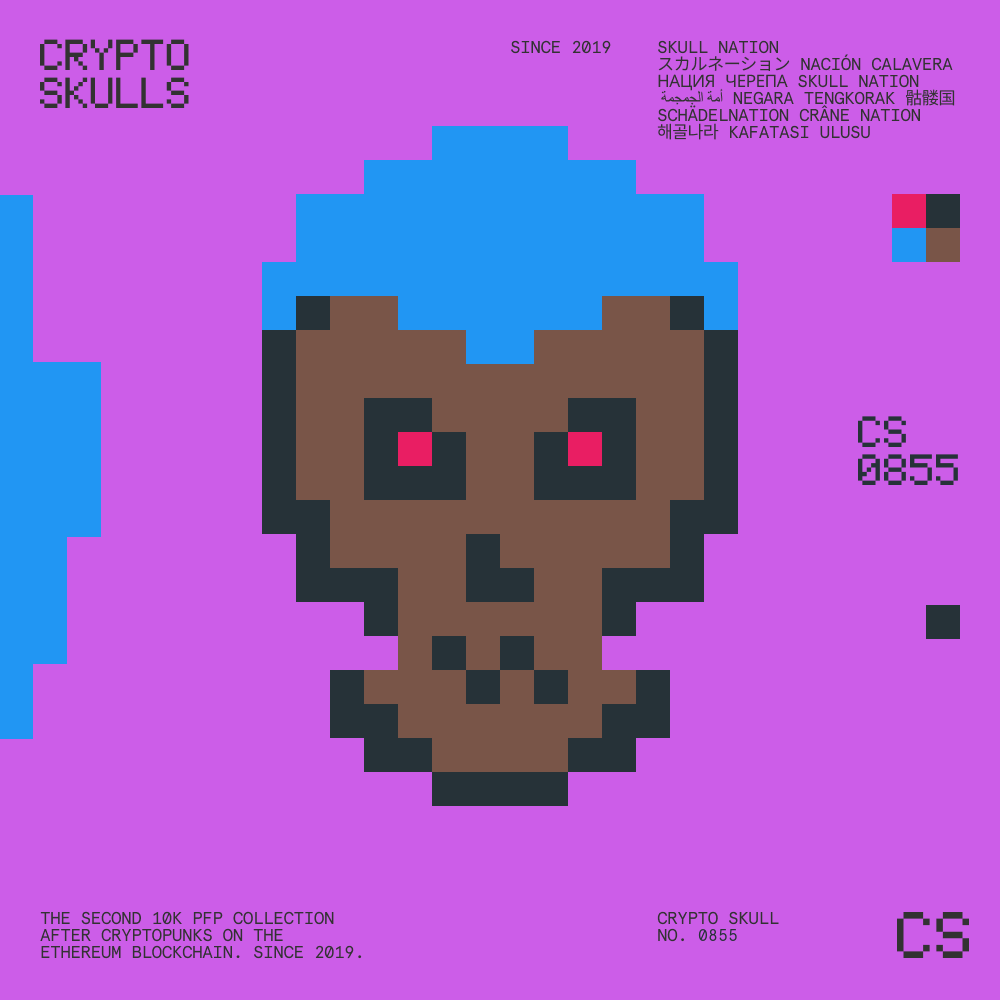 CRYPTO
SKULLS
SINCE 2019
SKULL NATION
スカルネーション NACIÓN CALAVERA
НАЦИЯ ЧЕРЕПА SKULL NATION
أمة الجمجمة NEGARA TENGKORAK 骷髅国
SCHÄDELNATION CRÂNE NATION
해골나라 KAFATASI ULUSU
CS
0855
THE SECOND 10K PFP COLLECTION
AFTER CRYPTOPUNKS ON THE
ETHEREUM BLOCKCHAIN. SINCE 2019.
CRYPTO SKULL
NO. 0855
CS